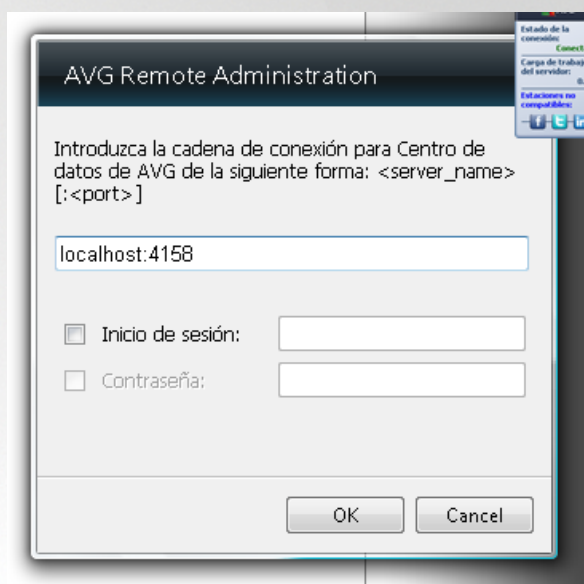 AVG Remote Administration
Introduzca la cadena de conexión para Centro de
datos de AVG de la siguiente forma: <server_name>
[:<port>]
localhost:4158
Inicio de sesión:
Contraseña:
OK
Cancel
Estado de la
conexión:
Conect
Carga de trabajo
del servidor:
Estaciones no
compatibles: